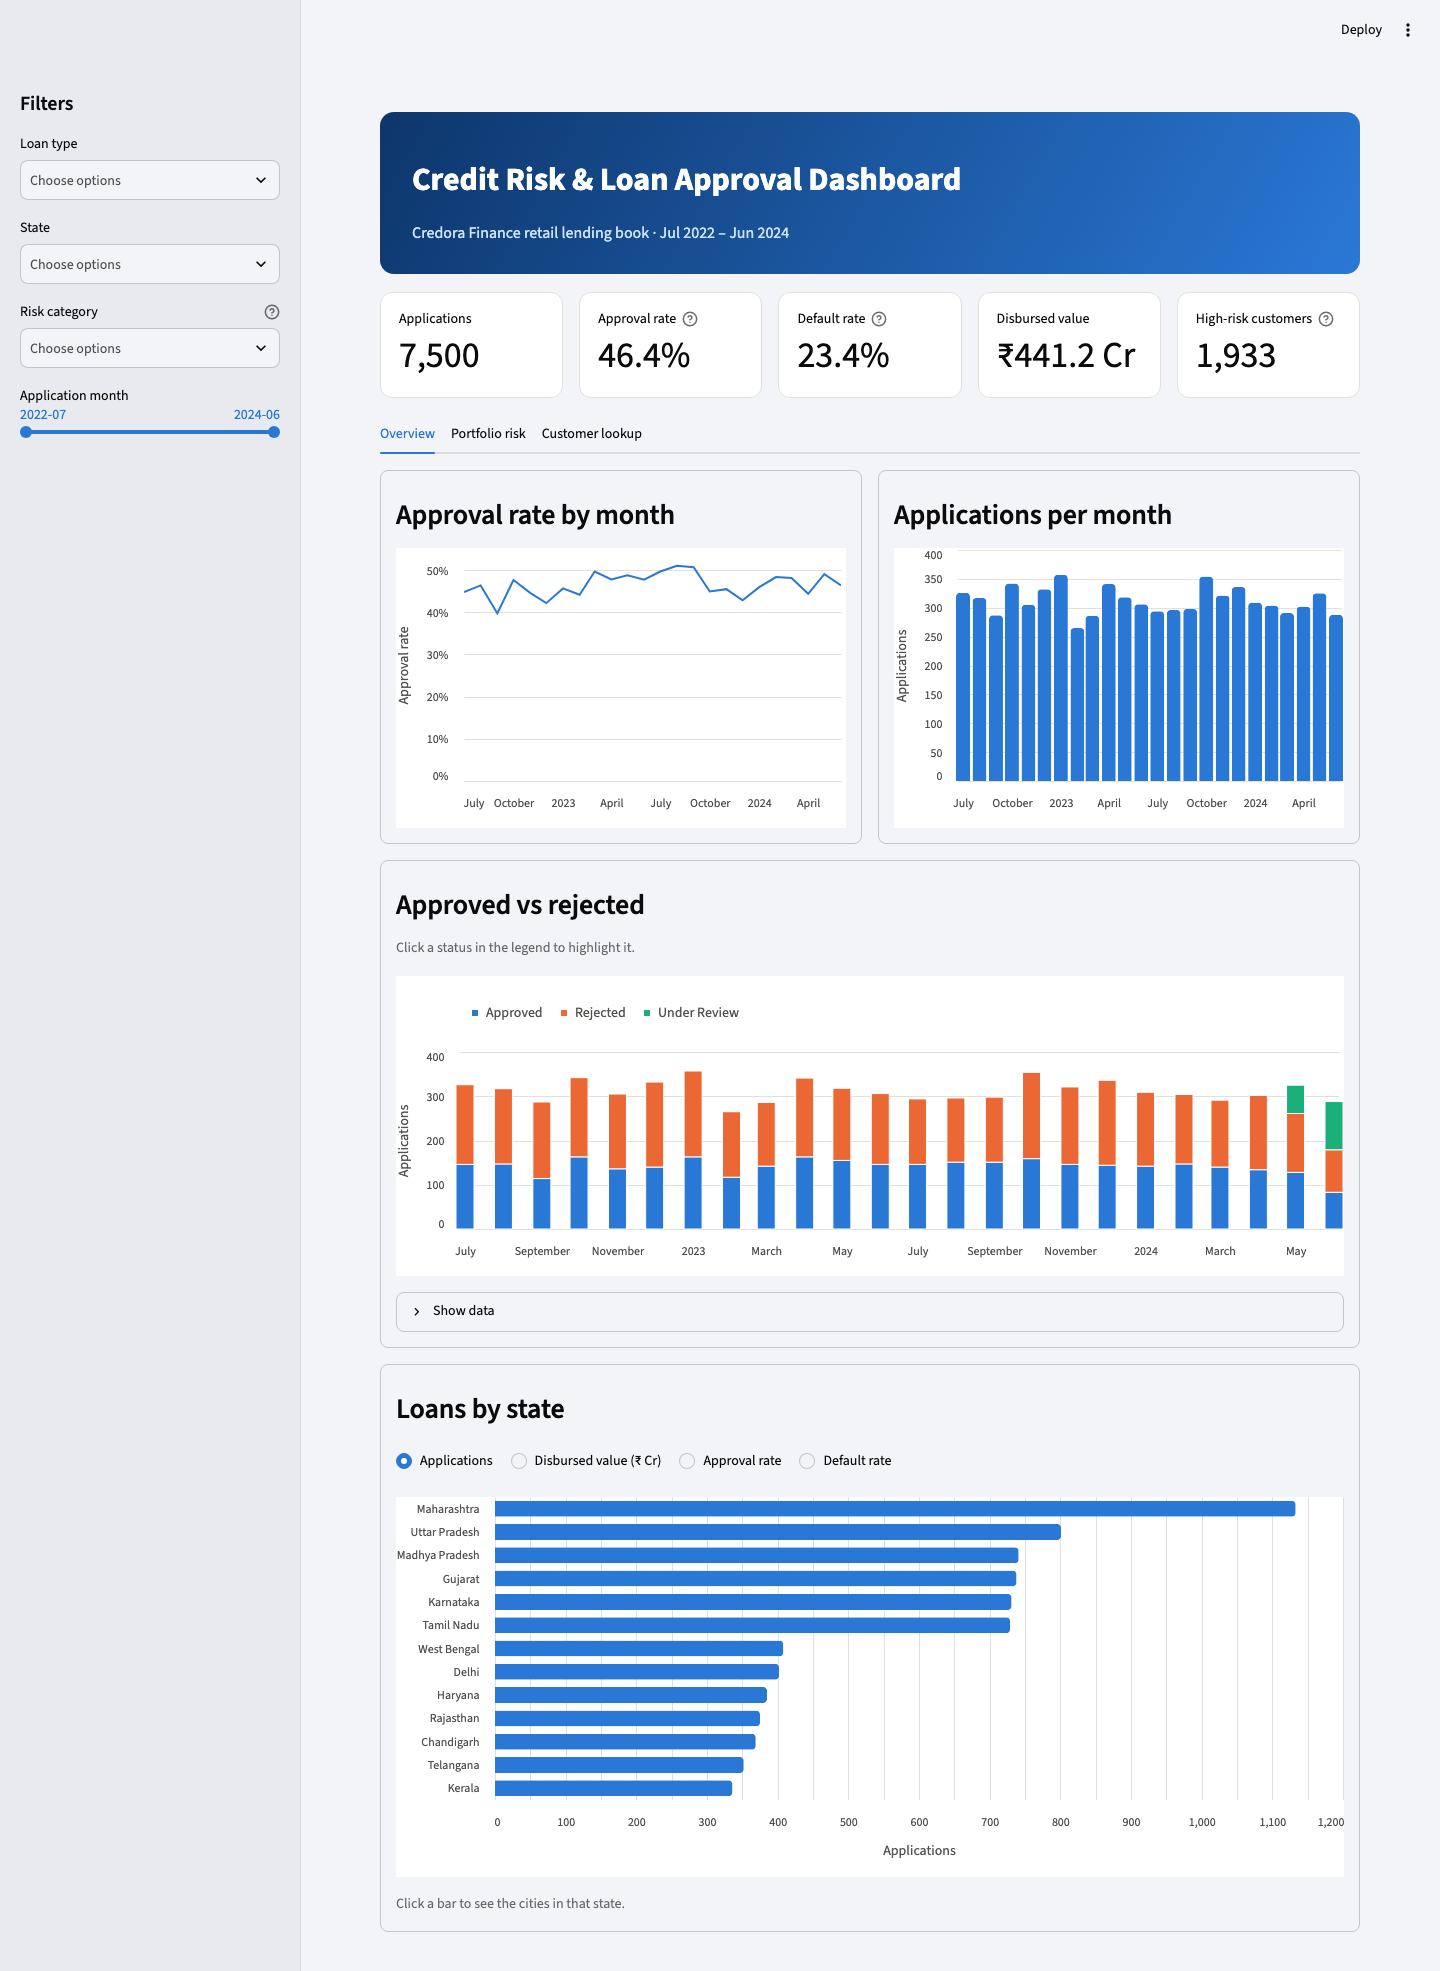 Deploy
Filters
Loan type
Choose options
State
Choose options
Risk category
Choose options
Application month
2022-07 2024-06
Credit Risk & Loan Approval Dashboard
Credora Finance retail lending book · Jul 2022 – Jun 2024
Applications
7,500
Approval rate
46.4%
Default rate
23.4%
Disbursed value
₹441.2 Cr
High-risk customers
1,933
Overview Portfolio risk Customer lookup
Approval rate by month
Approval rate
50%
40%
30%
20%
10%
0%
July October 2023 April July October 2024 April
Applications per month
Applications
400
350
300
250
200
150
100
50
0
July October 2023 April July October 2024 April
Approved vs rejected
Click a status in the legend to highlight it.
Approved Rejected Under Review
Applications
400
300
200
100
0
July September November 2023 March May July September November 2024 March May
Show data
Loans by state
Applications Disbursed value (₹ Cr) Approval rate Default rate
Maharashtra
Uttar Pradesh
Madhya Pradesh
Gujarat
Karnataka
Tamil Nadu
West Bengal
Delhi
Haryana
Rajasthan
Chandigarh
Telangana
Kerala
0 100 200 300 400 500 600 700 800 900 1,000 1,100 1,200
Applications
Click a bar to see the cities in that state.